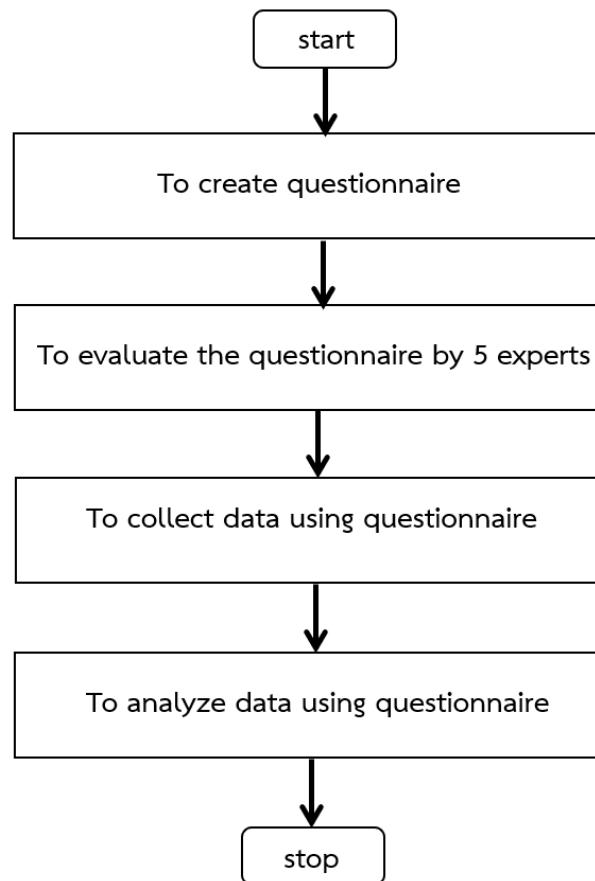 start
To create questionnaire
To evaluate the questionnaire by 5 experts
To collect data using questionnaire
To analyze data using questionnaire
stop